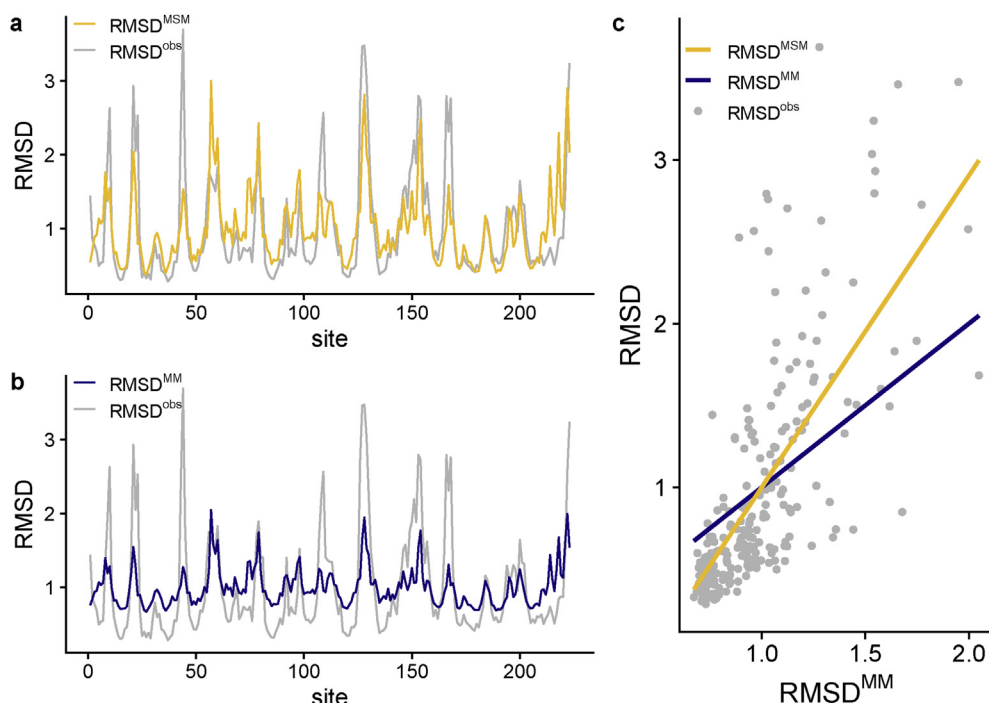 a
RMSD^MSM
RMSD^obs
RMSD
3
2
1
0
50
100
150
200
site
b
RMSD^MM
RMSD^obs
RMSD
3
2
1
0
50
100
150
200
site
c
RMSD^MSM
RMSD^MM
RMSD^obs
RMSD
3
2
1
1.0
1.5
2.0
RMSD^MM